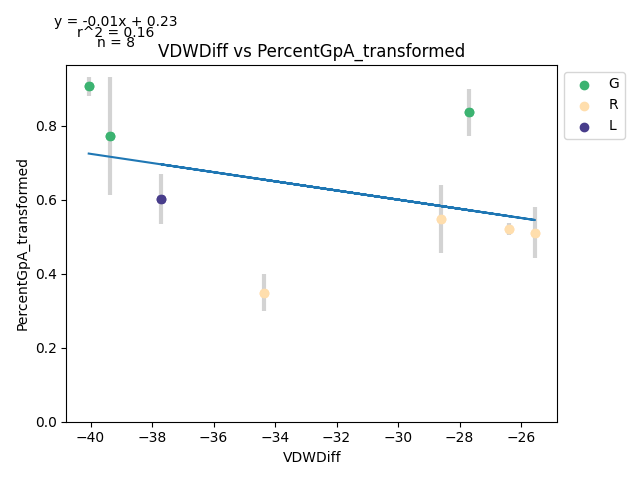 y = -0.01x + 0.23
r^2 = 0.16
n = 8
VDWDiff vs PercentGpA_transformed
G
R
L
PercentGpA_transformed
0.8
0.6
0.4
0.2
0.0
−40 −38 −36 −34 −32 −30 −28 −26
VDWDiff